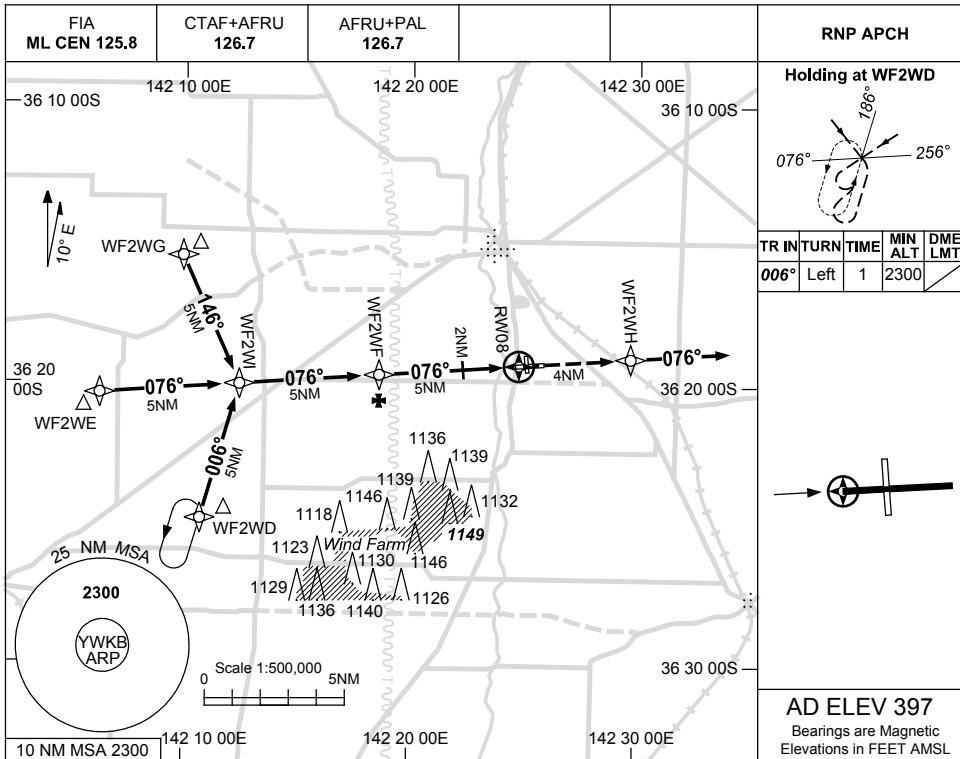 FIA
ML CEN 125.8
CTAF+AFRU
126.7
AFRU+PAL
126.7
RNP APCH
142 10 00E
142 20 00E
142 30 00E
36 10 00S
36 10 00S
10° E
WF2WG
146°
5NM
WF2WI
WF2WF
2NM
RW08
WF2WH
36 20
00S
076°
5NM
076°
5NM
076°
5NM
4NM
076°
36 20 00S
WF2WE
006°
5NM
WF2WD
1136
1139
1139
1146
1132
1118
1149
Wind Farm
1123
1130
1146
1129
1136
1140
1126
25 NM MSA
2300
YWKB
ARP
Scale 1:500,000
0
5NM
36 30 00S
10 NM MSA 2300
142 10 00E
142 20 00E
142 30 00E
Holding at WF2WD
186°
076°
256°
TR IN TURN TIME MIN ALT DME LMT
006° Left 1 2300
AD ELEV 397
Bearings are Magnetic
Elevations in FEET AMSL